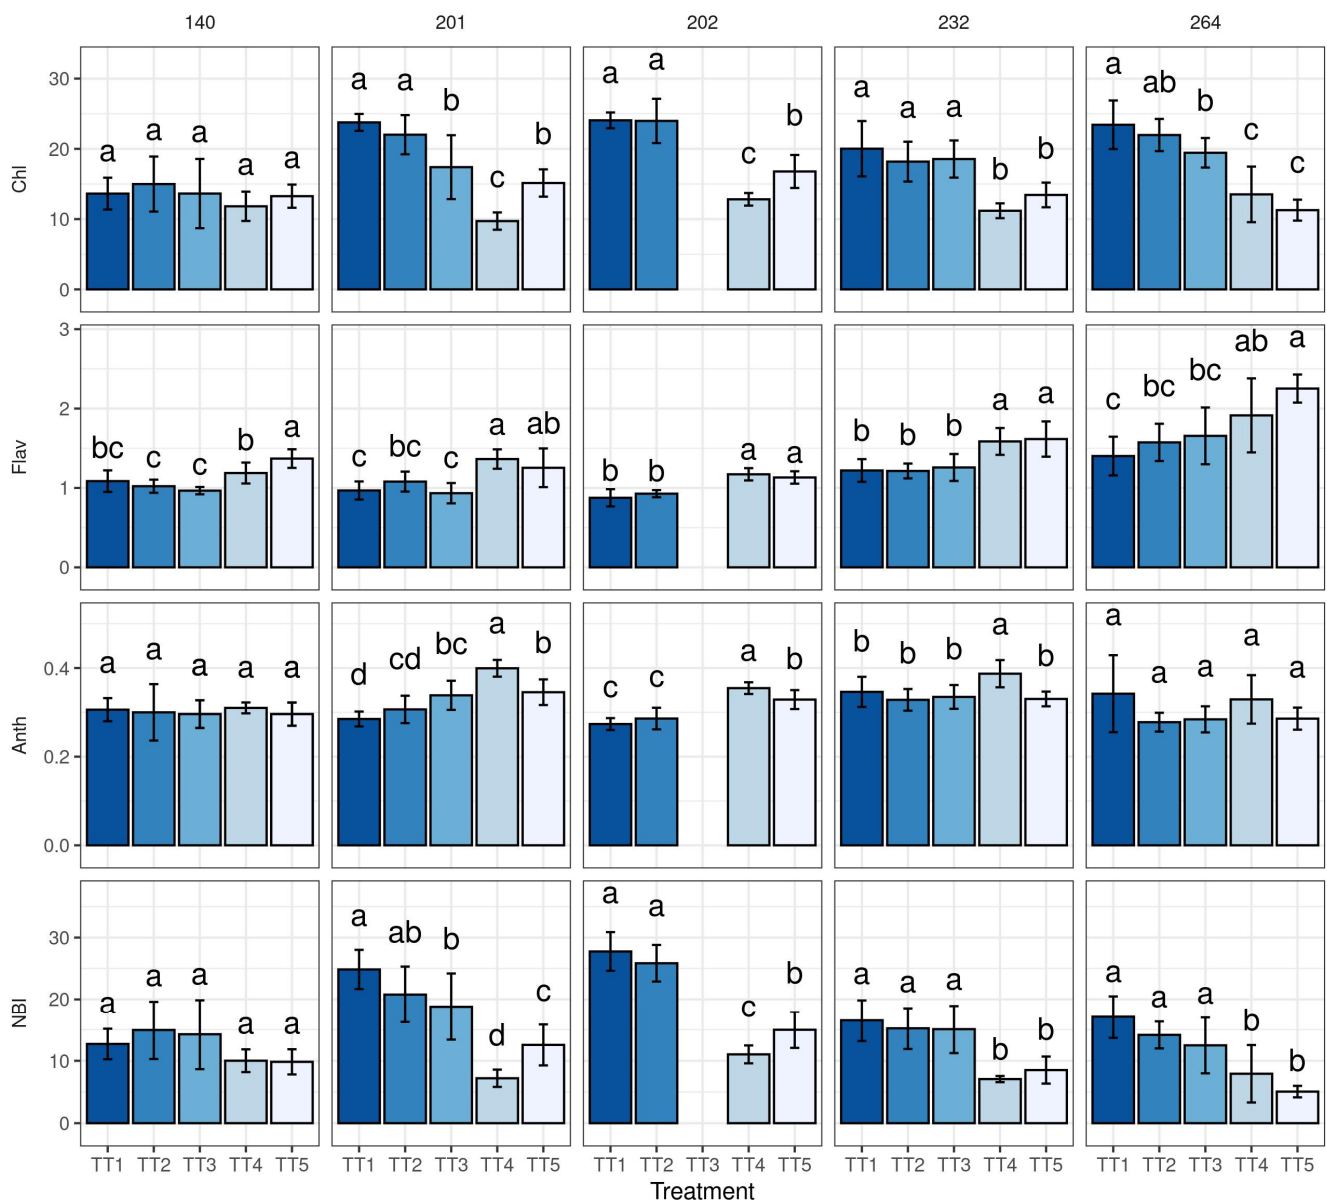 140 201 202 232 264
Chl
30
20
10
0
a a a a a
a a b c b
a a c b
a a a b b
a ab b c c
Flav
3
2
1
0
bc c c b a
c bc c a ab
b b a a
b b b a a
c bc bc ab a
Anth
0.4
0.2
0.0
a a a a a
d cd bc a b
c c a b
b b b a b
a a a a a
NBI
30
20
10
0
a a a a a
a ab b d c
a a c b
a a a b b
a a a b b
TT1 TT2 TT3 TT4 TT5 TT1 TT2 TT3 TT4 TT5 TT1 TT2 TT3 TT4 TT5 TT1 TT2 TT3 TT4 TT5 TT1 TT2 TT3 TT4 TT5
Treatment